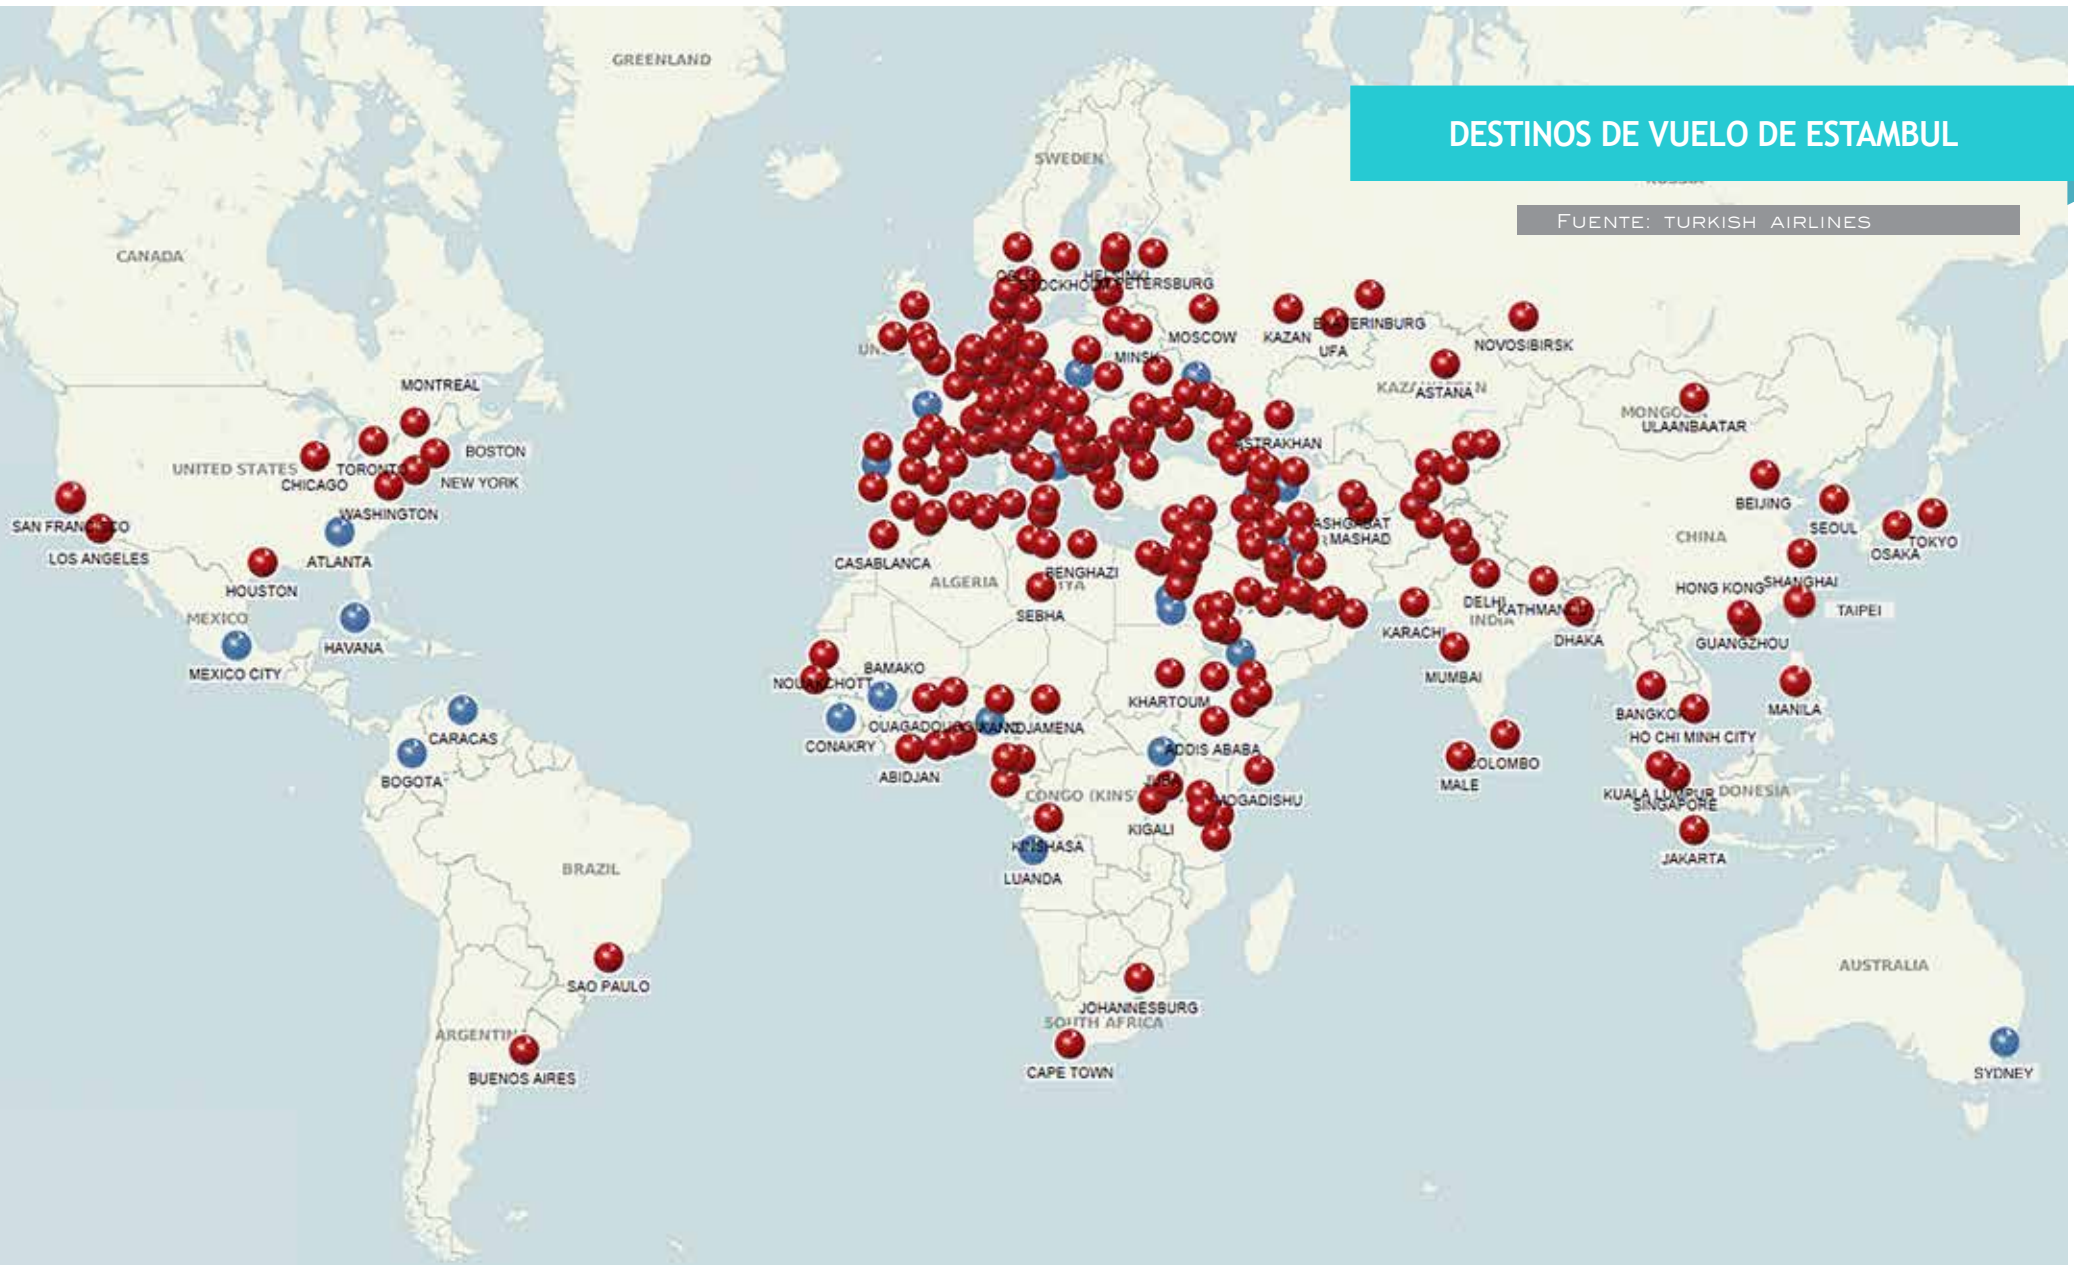 GREENLAND
DESTINOS DE VUELO DE ESTAMBUL
FUENTE: TURKISH AIRLINES
SWEDEN
CANADA
HELSINKI
PETERSBURG
MOSCOW
KAZAN
UFA
NOVOSIBIRSK
MINSK
ASTANA
MONTREAL
ULAANBAATAR
BOSTON
UNITED STATES
TORONTO
CHICAGO
NEW YORK
WASHINGTON
ASTRAKHAN
BEIJING
SEOUL
TOKYO
OSAKA
SAN FRANCISCO
LOS ANGELES
ATLANTA
HOUSTON
CASABLANCA
BENGHAZI
ALGERIA
SEBHA
ASHGABAT
MASHAD
CHINA
HONG KONG
SHANGHAI
TAIPEI
DELHI
KATHMANDU
INDIA
DHAKA
KARACHI
GUANGZHOU
MEXICO
HAVANA
MEXICO CITY
MUMBAI
BAMAKO
NOUAKCHOTT
KHARTOUM
BANGKOK
MANILA
HO CHI MINH CITY
CARACAS
BOGOTA
CONAKRY
OUAGADOUGOU
KANO
NDJAMENA
ADDIS ABABA
ABIDJAN
COLOMBO
MALE
JUBA
MOGADISHU
CONGO (KINS
KUALA LUMPUR
SINGAPORE
KIGALI
KINSHASA
LUANDA
JAKARTA
BRAZIL
SAO PAULO
AUSTRALIA
JOHANNESBURG
SOUTH AFRICA
CAPE TOWN
BUENOS AIRES
SYDNEY